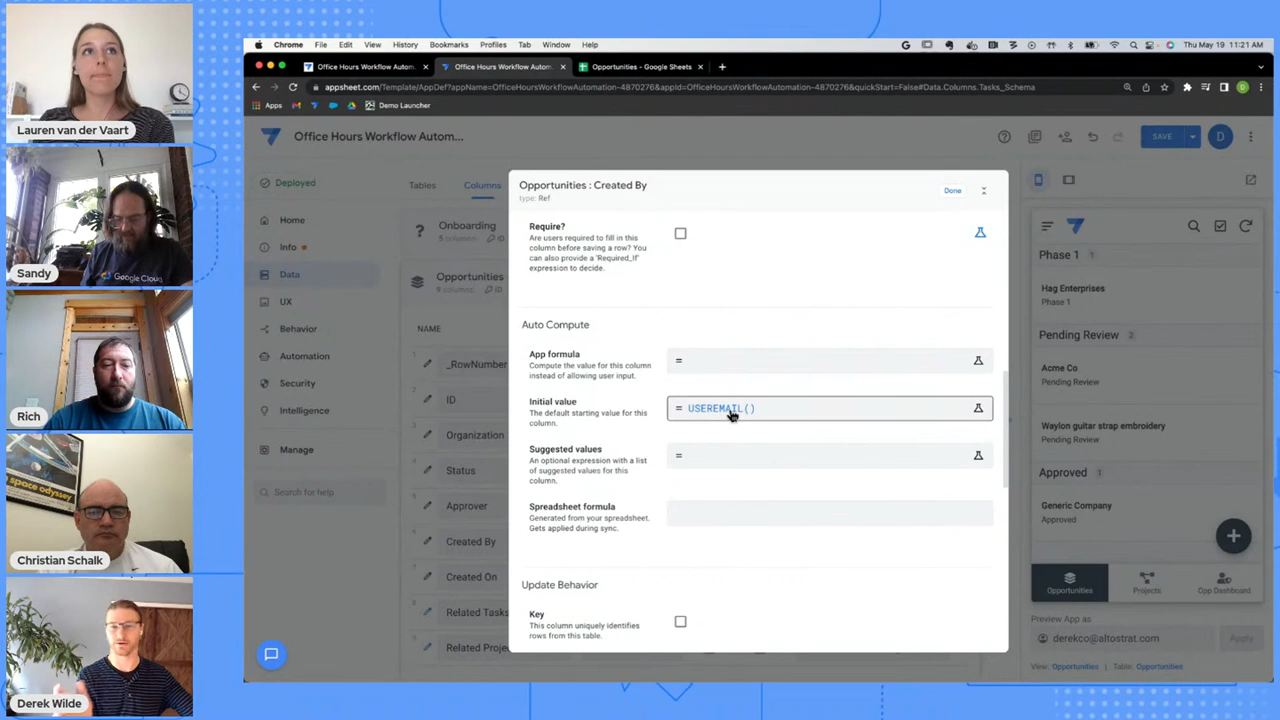 Lauren van der Vaart
Sandy
Google Cloud
Rich
a space odyssey
Christian Schalk
Derek Wilde
Chrome File Edit View History Bookmarks Profiles Tab Window Help
Thu May 19 11:21 AM
Office Hours Workflow Autom...
Office Hours Workflow Autom...
Opportunities - Google Sheets
appsheet.com/Template/AppDef?appName=OfficeHoursWorkflowAutomation-4870276&appId=OfficeHoursWorkflowAutomation-4870276&quickStart=False#Data.Columns.Tasks_Schema
Apps
Demo Launcher
Office Hours Workflow Autom...
SAVE
D
Deployed
Home
Info
Data
UX
Behavior
Automation
Security
Intelligence
Manage
Search for help
Tables
Columns
Onboarding
5 columns
Opportunities
9 columns
NAME
_RowNumber
ID
Organization
Status
Approver
Created By
Created On
Related Tasks
Related Proje
Opportunities : Created By
type: Ref
Done
Require?
Are users required to fill in this
column before saving a row? You
can also provide a 'Required_If'
expression to decide.
Auto Compute
App formula
Compute the value for this column
instead of allowing user input.
=
Initial value
The default starting value for this
column.
= USEREMAIL()
Suggested values
An optional expression with a list
of suggested values for this
column.
=
Spreadsheet formula
Generated from your spreadsheet.
Gets applied during sync.
Update Behavior
Key
This column uniquely identifies
rows from this table.
Phase 1 1
Hag Enterprises
Phase 1
Pending Review 2
Acme Co
Pending Review
Waylon guitar strap embroidery
Pending Review
Approved 1
Generic Company
Approved
Opportunities
Projects
Opp Dashboard
Preview App as
derekco@altostrat.com
Apply
View: Opportunities
Table: Opportunities